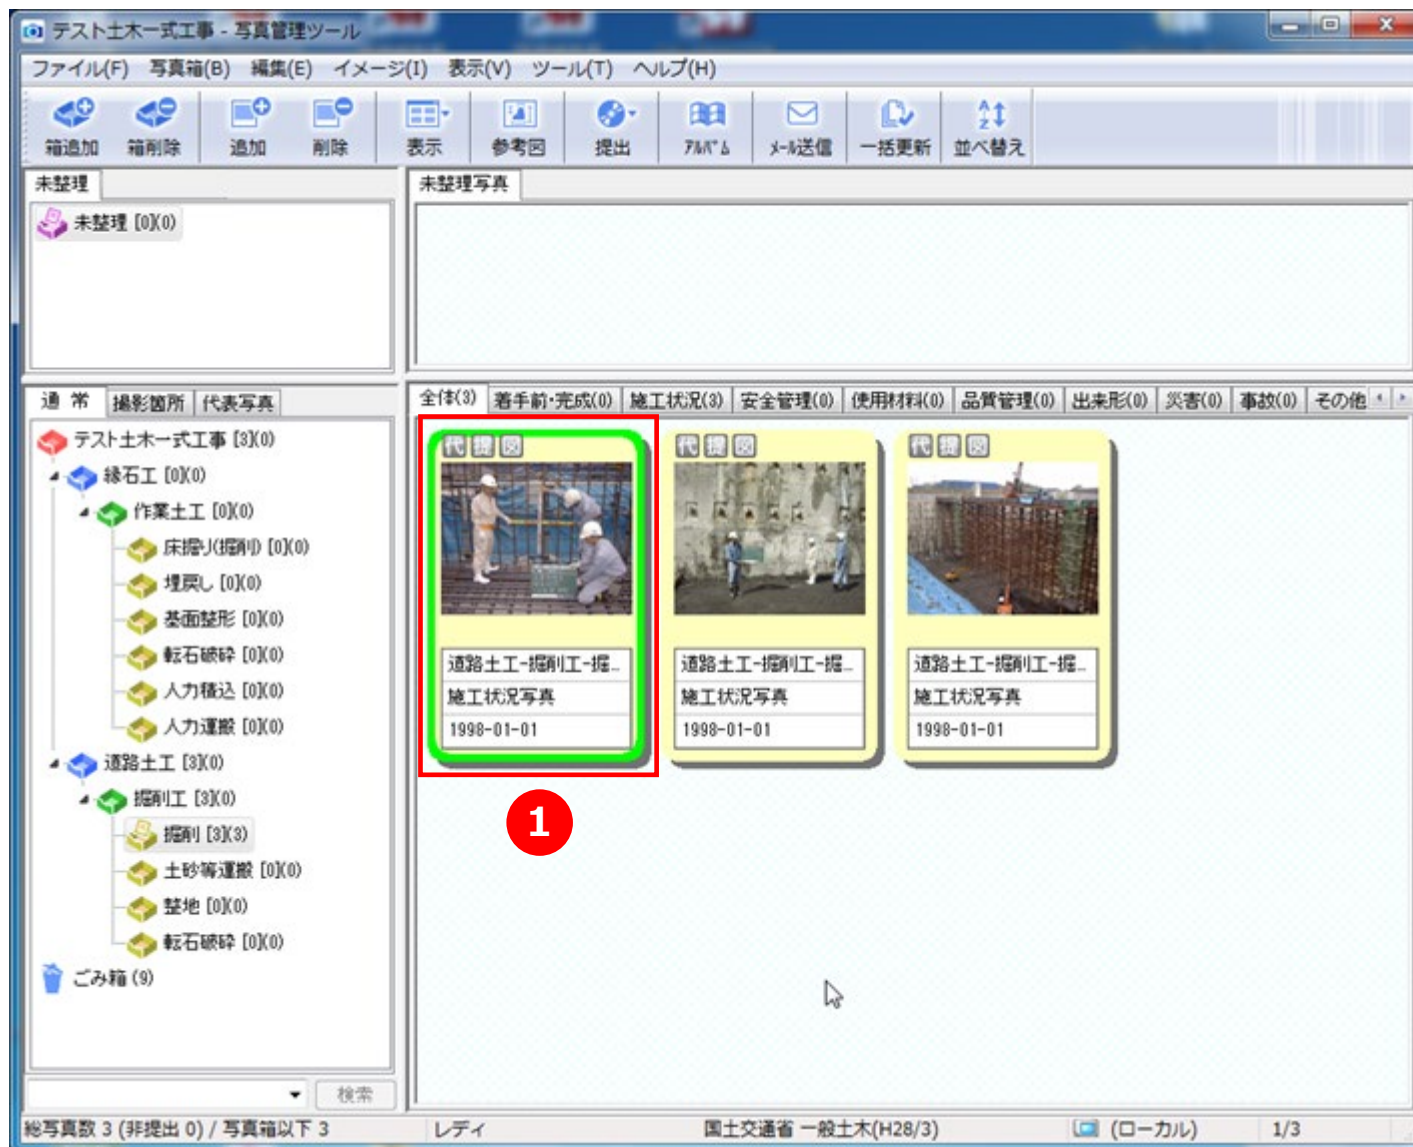 テスト土木一式工事 - 写真管理ツール
ファイル(F) 写真箱(B) 編集(E) イメージ(I) 表示(V) ツール(T) ヘルプ(H)
箱追加 箱削除 追加 削除 表示 参考図 提出 アルバム メール送信 一括更新 並べ替え
未整理
未整理 [0](0)
未整理写真
通 常 撮影箇所 代表写真
テスト土木一式工事 [3](0)
縁石工 [0](0)
作業土工 [0](0)
床掘り(掘削) [0](0)
埋戻し [0](0)
基面整形 [0](0)
転石破砕 [0](0)
人力積込 [0](0)
人力運搬 [0](0)
道路土工 [3](0)
掘削工 [3](0)
掘削 [3](3)
土砂等運搬 [0](0)
整地 [0](0)
転石破砕 [0](0)
ごみ箱 (9)
検索
全体(3) 着手前・完成(0) 施工状況(3) 安全管理(0) 使用材料(0) 品質管理(0) 出来形(0) 災害(0) 事故(0) その他
代 提 図
道路土工-掘削工-掘...
施工状況写真
1998-01-01
代 提 図
道路土工-掘削工-掘...
施工状況写真
1998-01-01
代 提 図
道路土工-掘削工-掘...
施工状況写真
1998-01-01
1
総写真数 3 (非提出 0) / 写真箱以下 3 レディ 国土交通省 一般土木(H28/3) (ローカル) 1/3